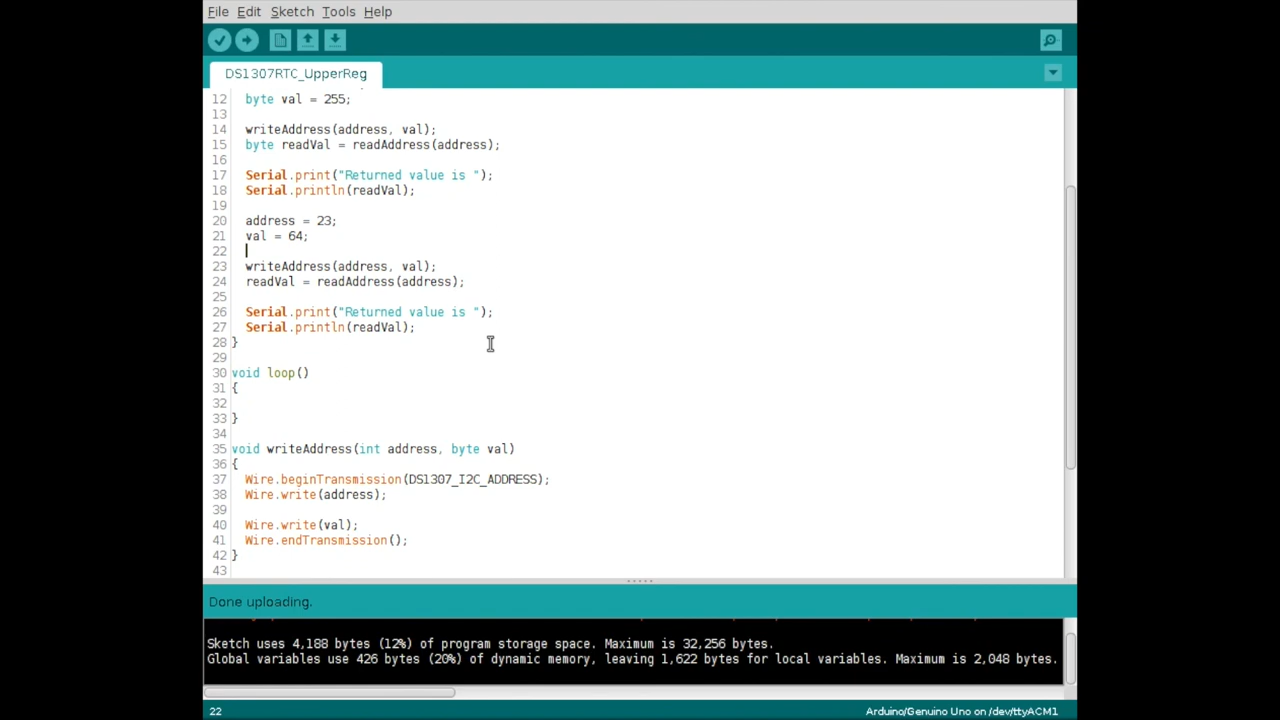 File Edit Sketch Tools Help
DS1307RTC_UpperReg
12 byte val = 255;
13
14 writeAddress(address, val);
15 byte readVal = readAddress(address);
16
17 Serial.print("Returned value is ");
18 Serial.println(readVal);
19
20 address = 23;
21 val = 64;
22
23 writeAddress(address, val);
24 readVal = readAddress(address);
25
26 Serial.print("Returned value is ");
27 Serial.println(readVal);
28 }
29
30 void loop()
31 {
32
33 }
34
35 void writeAddress(int address, byte val)
36 {
37 Wire.beginTransmission(DS1307_I2C_ADDRESS);
38 Wire.write(address);
39
40 Wire.write(val);
41 Wire.endTransmission();
42 }
43
Done uploading.
Sketch uses 4,188 bytes (12%) of program storage space. Maximum is 32,256 bytes.
Global variables use 426 bytes (20%) of dynamic memory, leaving 1,622 bytes for local variables. Maximum is 2,048 bytes.
22 Arduino/Genuino Uno on /dev/ttyACM1